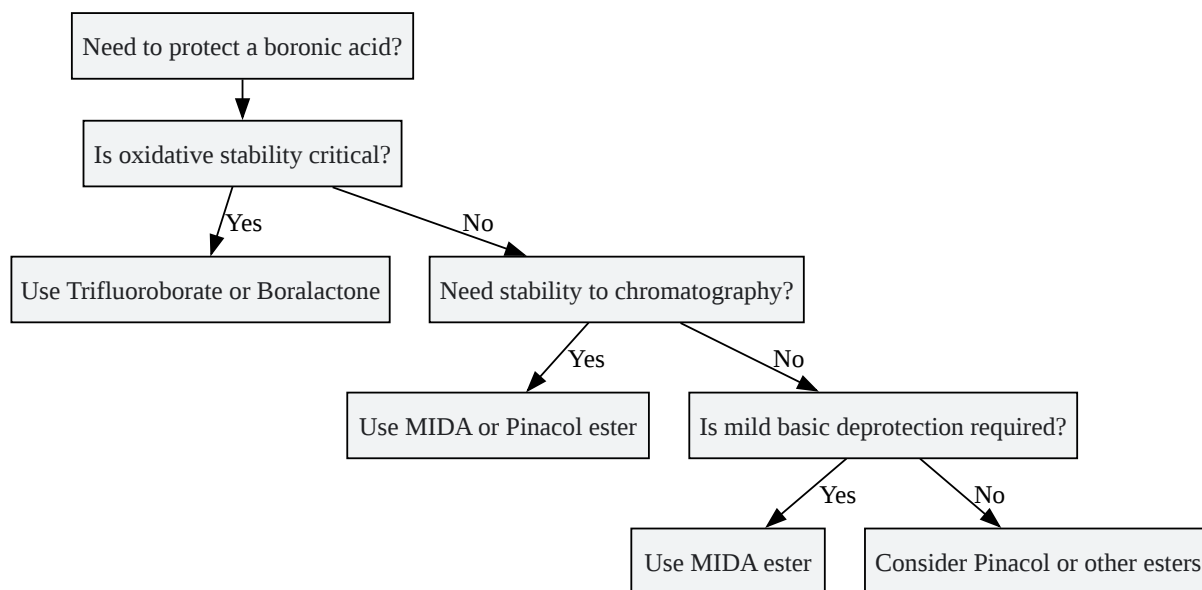 Need to protect a boronic acid?
Is oxidative stability critical?
Yes
No
Use Trifluoroborate or Boralactone
Need stability to chromatography?
Yes
No
Use MIDA or Pinacol ester
Is mild basic deprotection required?
Yes
No
Use MIDA ester
Consider Pinacol or other esters